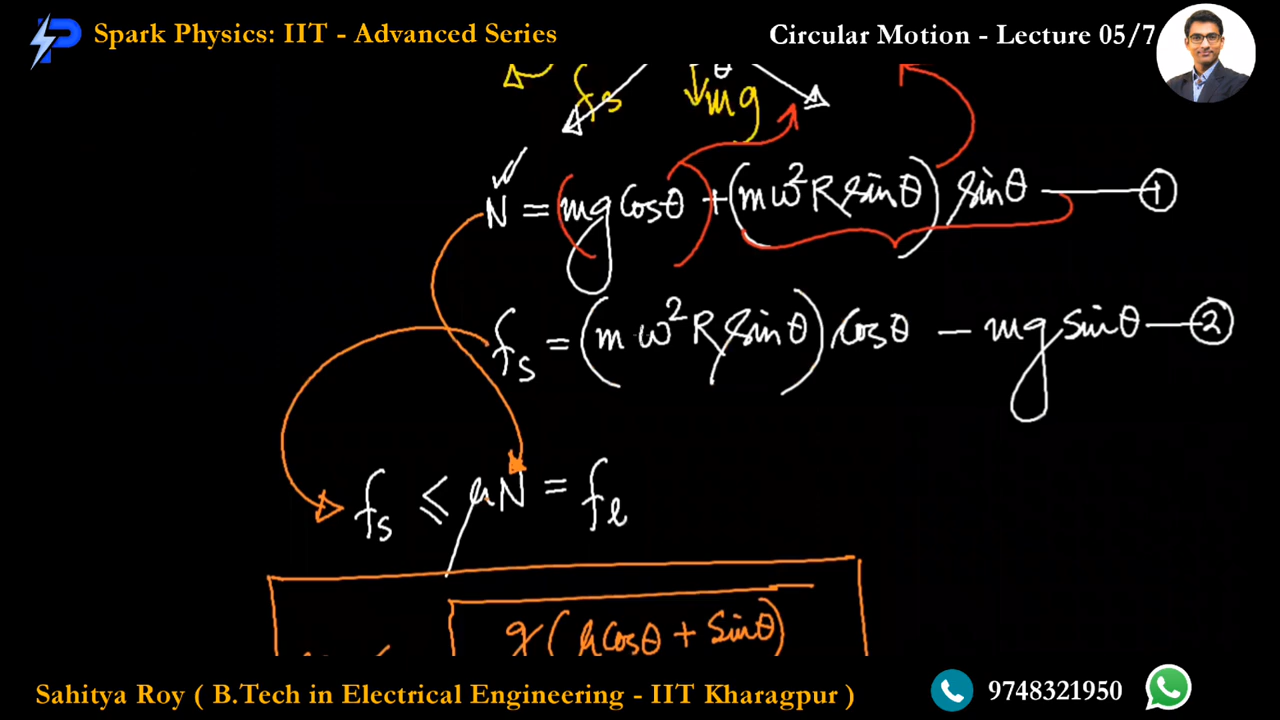 Spark Physics: IIT - Advanced Series
Circular Motion - Lecture 05/7
θ
fs
mg
N = mg cosθ + (mω²R sinθ) sinθ — ①
fs = (mω²R sinθ) cosθ — mg sinθ — ②
fs ≤ μN = fl
g(μcosθ + sinθ)
Sahitya Roy ( B.Tech in Electrical Engineering - IIT Kharagpur )
9748321950